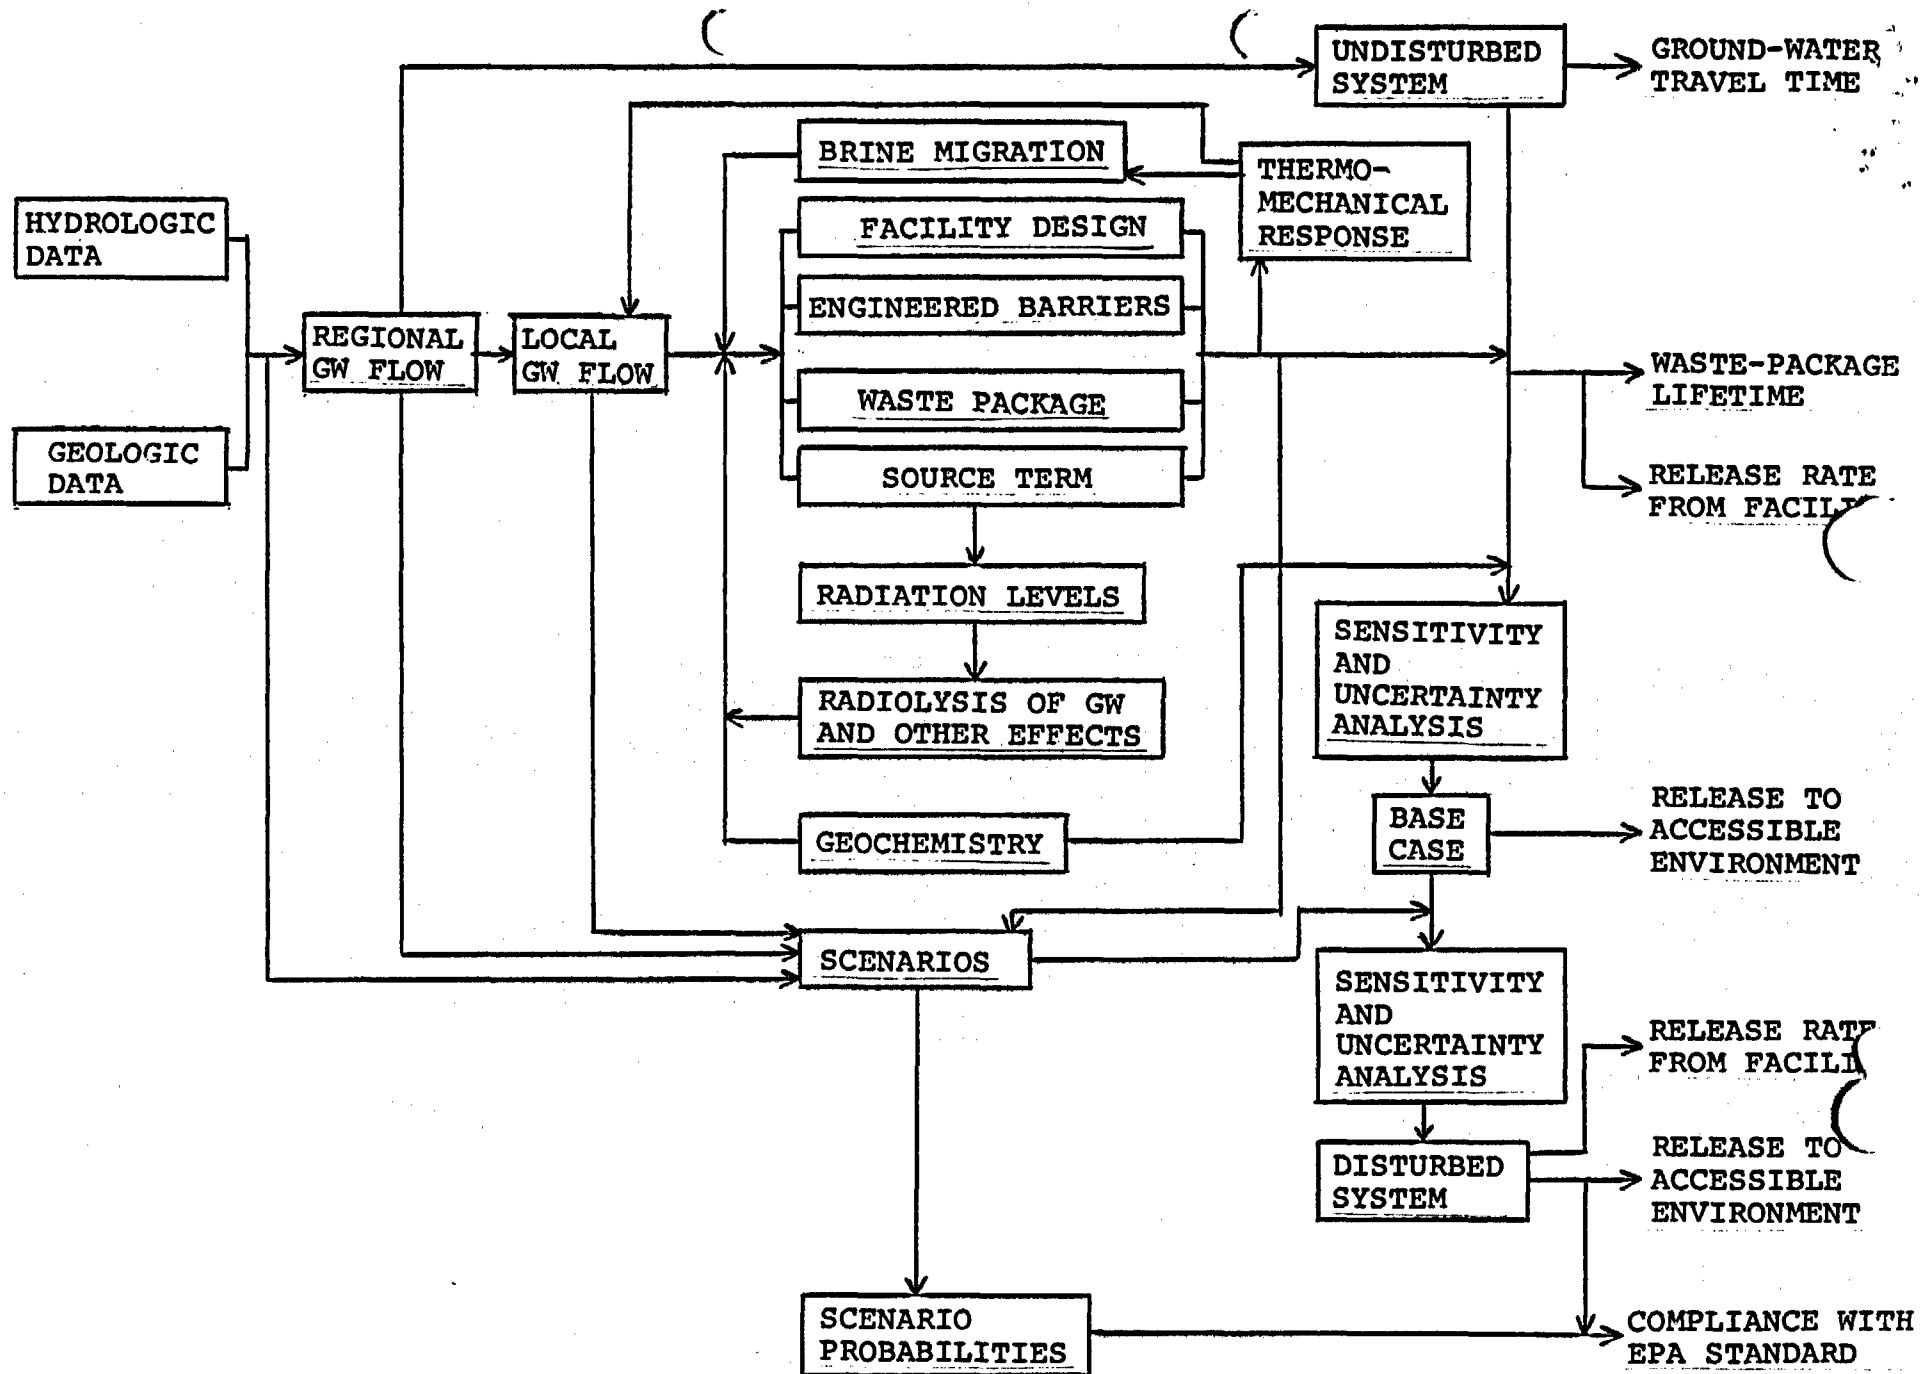 UNDISTURBED
SYSTEM
GROUND-WATER
TRAVEL TIME
BRINE MIGRATION
THERMO-
MECHANICAL
RESPONSE
HYDROLOGIC
DATA
FACILITY DESIGN
ENGINEERED BARRIERS
REGIONAL
GW FLOW
LOCAL
GW FLOW
WASTE PACKAGE
WASTE-PACKAGE
LIFETIME
GEOLOGIC
DATA
SOURCE TERM
RELEASE RATE
FROM
RADIATION LEVELS
SENSITIVITY
AND
UNCERTAINTY
ANALYSIS
RADIOLYSIS OF GW
AND OTHER EFFECTS
BASE
CASE
RELEASE TO
ACCESSIBLE
ENVIRONMENT
GEOCHEMISTRY
SCENARIOS
SENSITIVITY
AND
UNCERTAINTY
ANALYSIS
RELEASE RATE
FROM
DISTURBED
SYSTEM
RELEASE TO
ACCESSIBLE
ENVIRONMENT
SCENARIO
PROBABILITIES
COMPLIANCE WITH
EPA STANDARD